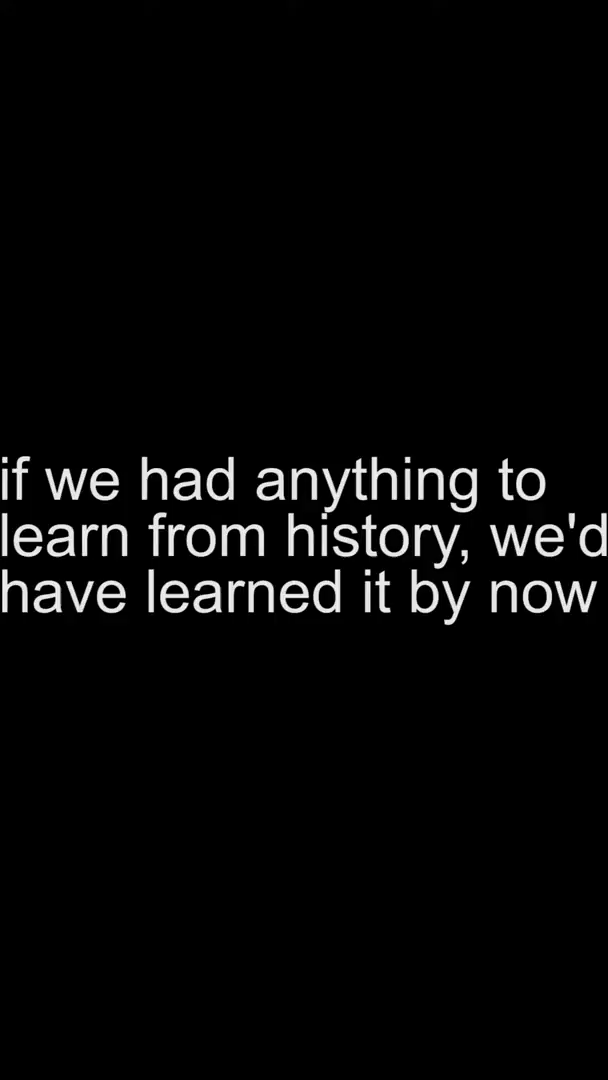 if we had anything to
learn from history, we'd
have learned it by now